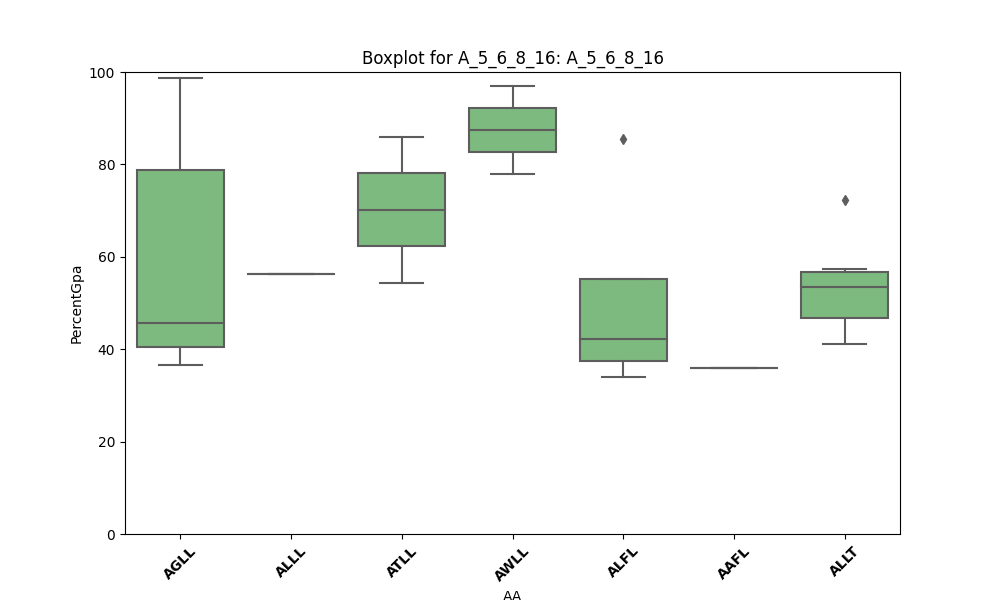 Boxplot for A_5_6_8_16: A_5_6_8_16
100
80
60
40
20
0
PercentGpa
AGLL
ALLL
ATLL
AWLL
ALFL
AAFL
ALLT
AA